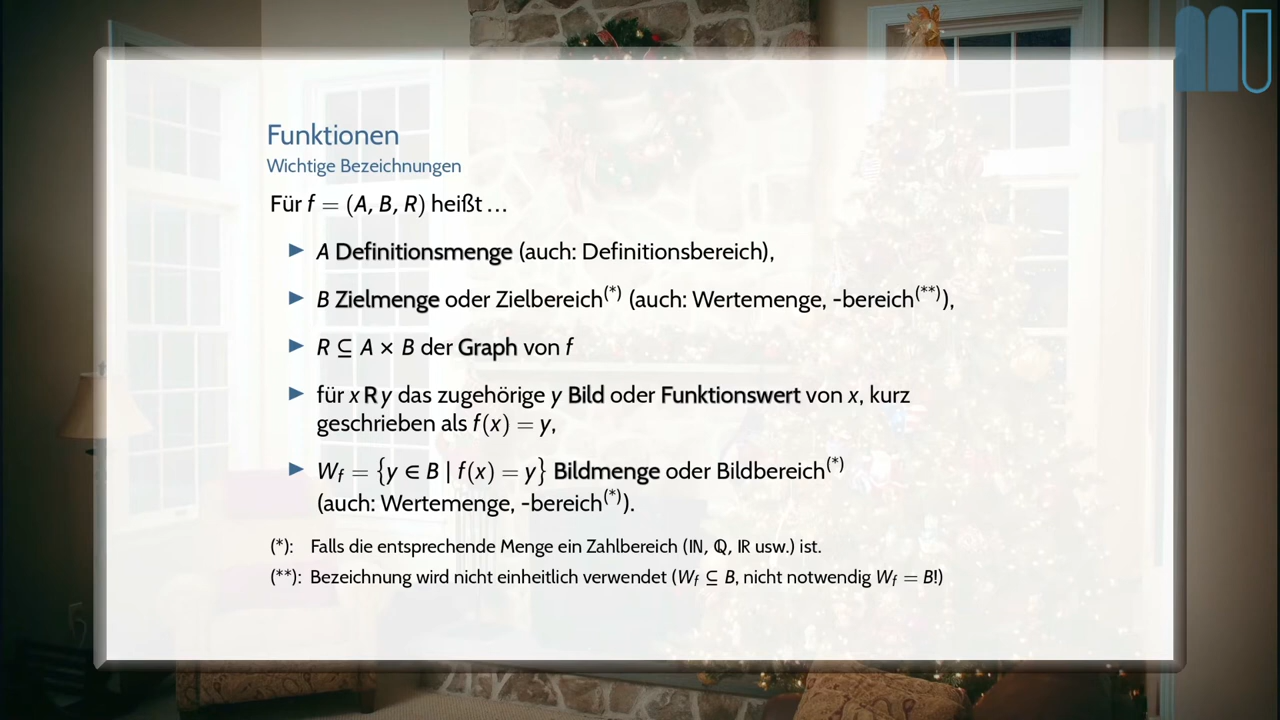 Funktionen
Wichtige Bezeichnungen
Für f = (A, B, R) heißt …
▶ A Definitionsmenge (auch: Definitionsbereich),
▶ B Zielmenge oder Zielbereich(*) (auch: Wertemenge, -bereich(**)),
▶ R ⊆ A × B der Graph von f
▶ für x R y das zugehörige y Bild oder Funktionswert von x, kurz
geschrieben als f(x) = y,
▶ W_f = {y ∈ B | f(x) = y} Bildmenge oder Bildbereich(*)
(auch: Wertemenge, -bereich(*)).
(*): Falls die entsprechende Menge ein Zahlbereich (ℕ, ℚ, ℝ usw.) ist.
(**): Bezeichnung wird nicht einheitlich verwendet (W_f ⊆ B, nicht notwendig W_f = B!)